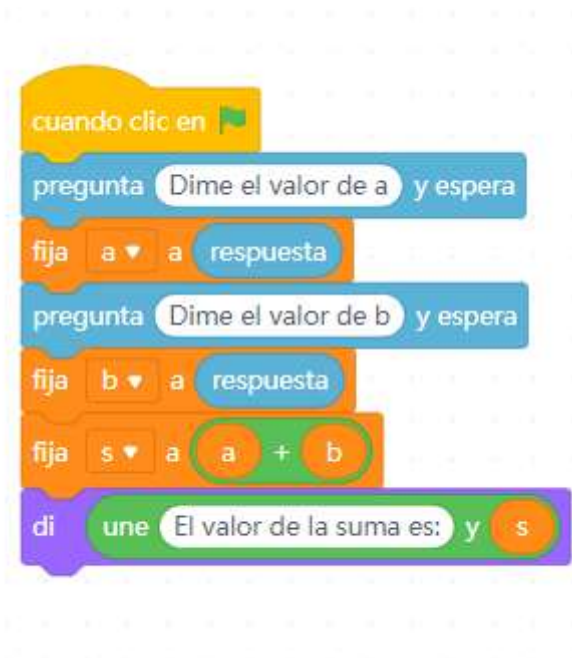 cuando clic en
pregunta Dime el valor de a y espera
fija a a respuesta
pregunta Dime el valor de b y espera
fija b a respuesta
fija s a a + b
di une El valor de la suma es: y s